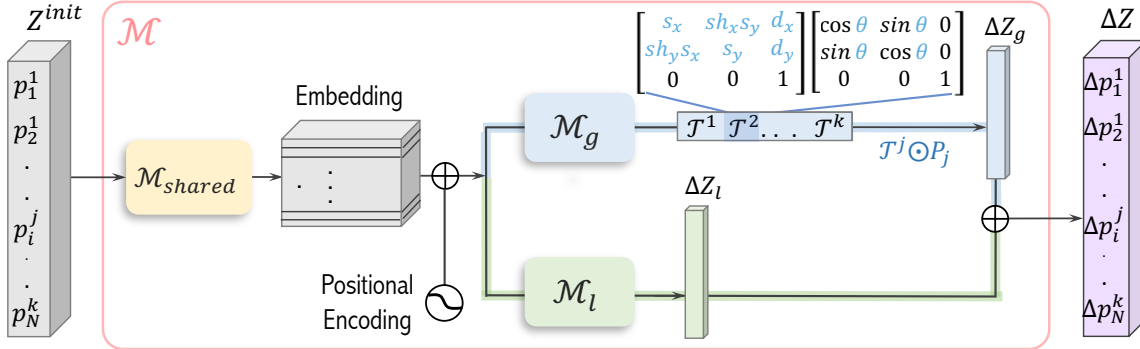 Z^{init}
p_1^1
p_2^1
.
.
p_i^j
.
.
p_N^k
ℳ
ℳ_{shared}
Embedding
. :
Positional
Encoding
ℳ_g
ℳ_l
s_x sh_x s_y d_x
sh_y s_x s_y d_y
0 0 1
cos θ sin θ 0
sin θ cos θ 0
0 0 1
𝒯^1 𝒯^2 . . . 𝒯^k
𝒯^j⊙P_j
ΔZ_g
ΔZ_l
ΔZ
Δp_1^1
Δp_2^1
.
.
Δp_i^j
.
.
Δp_N^k